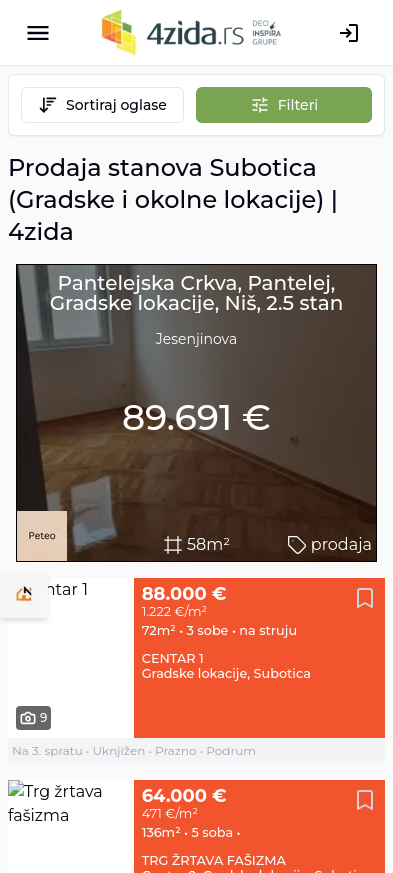 4zida.rs
DEO
INSPIRA
GRUPE
Sortiraj oglase
Filteri
Prodaja stanova Subotica
(Gradske i okolne lokacije) |
4zida
Pantelejska Crkva, Pantelej,
Gradske lokacije, Niš, 2.5 stan
Jesenjinova
89.691 €
Peteo
58m²
prodaja
ntar 1
88.000 €
1.222 €/m²
72m² • 3 sobe • na struju
CENTAR 1
Gradske lokacije, Subotica
9
Na 3. spratu • Uknjižen • Prazno • Podrum
Trg žrtava
fašizma
64.000 €
471 €/m²
136m² • 5 soba •
TRG ŽRTAVA FAŠIZMA